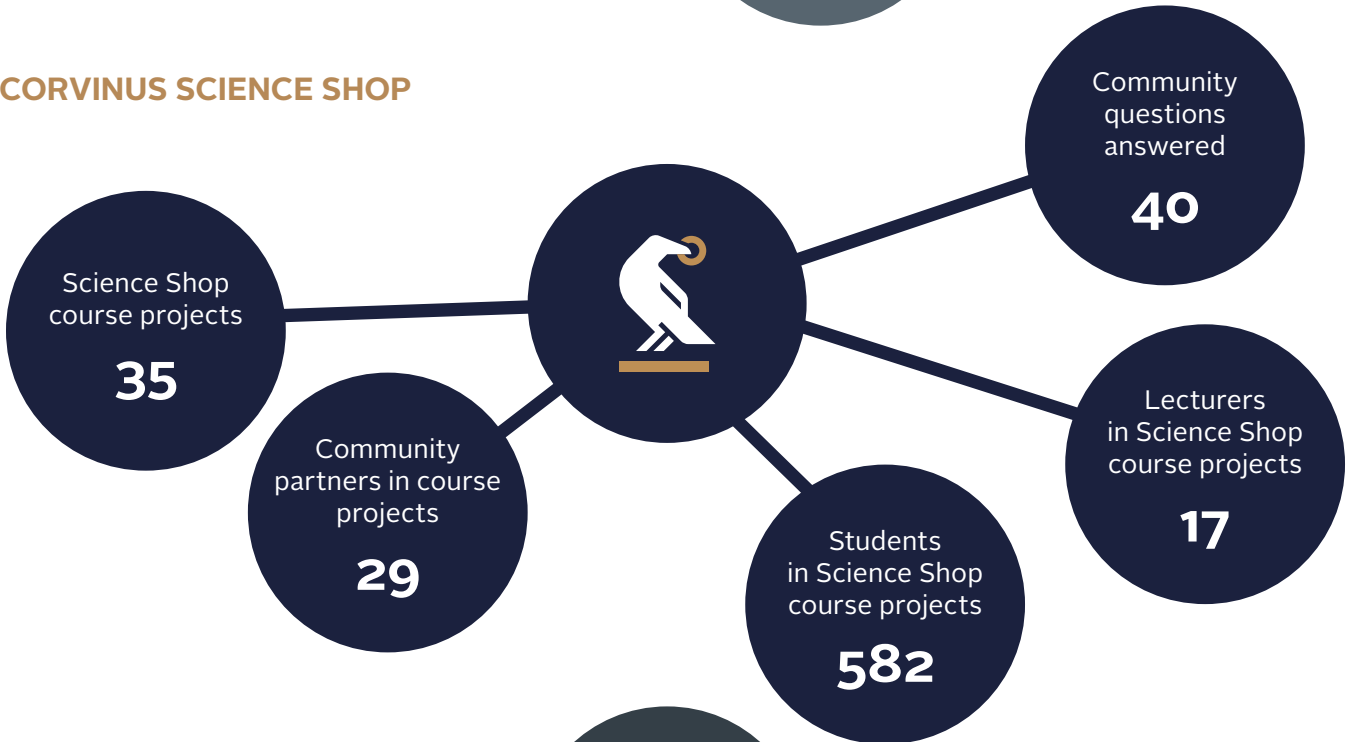 CORVINUS SCIENCE SHOP
Community
questions
answered
40
Science Shop
course projects
35
Community
partners in course
projects
29
Lecturers
in Science Shop
course projects
17
Students
in Science Shop
course projects
582